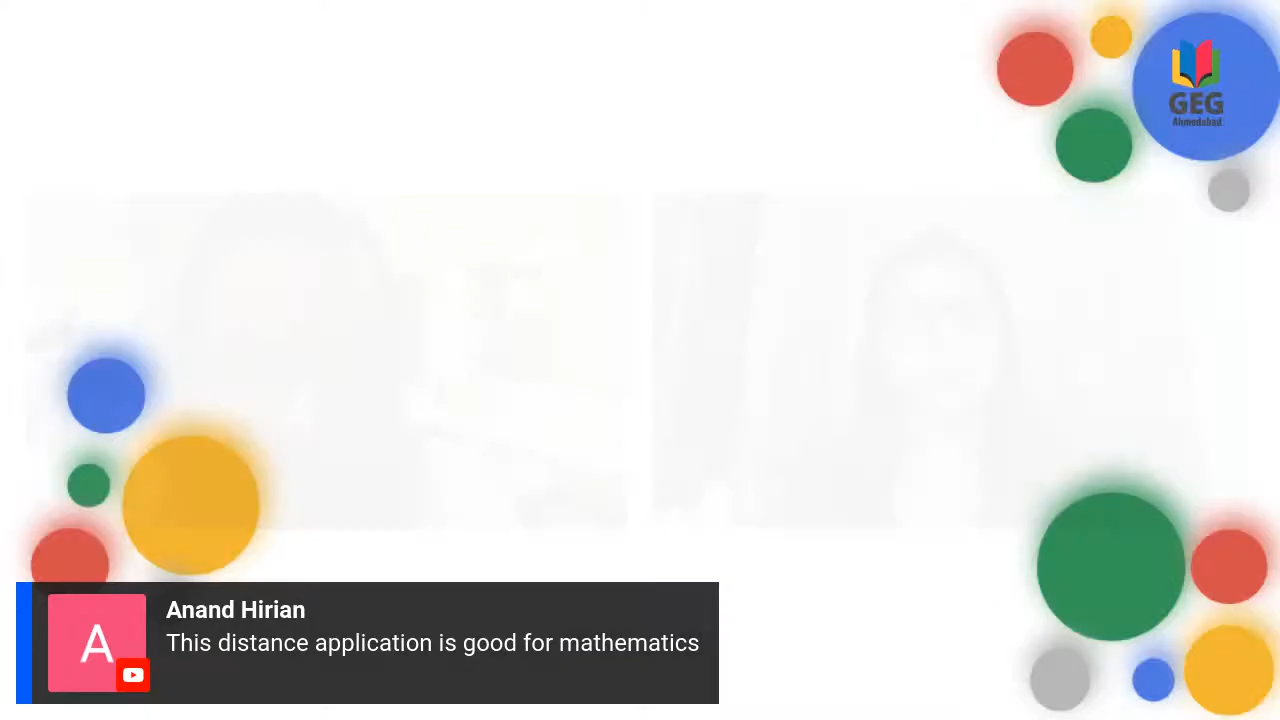 GEG
Ahmedabad
A
Anand Hirian
This distance application is good for mathematics